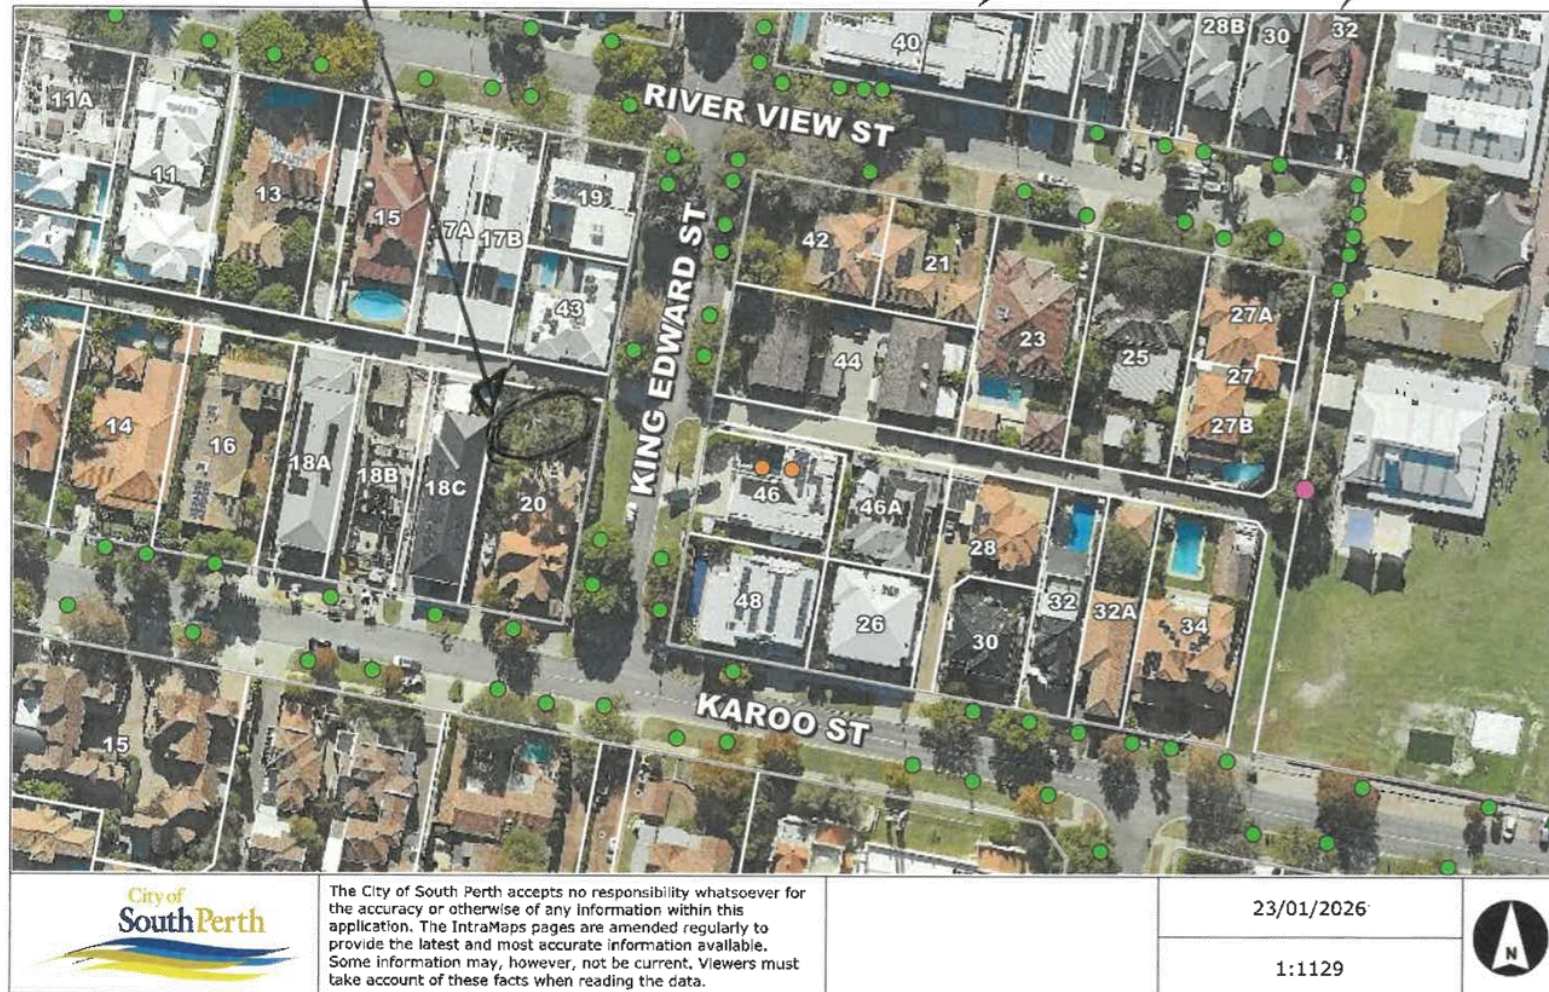 40
28B
30
32
11A
RIVER VIEW ST
11
13
15
7A
17B
19
42
21
KING EDWARD ST
43
44
23
25
27A
27
27B
14
16
18A
18B
18C
20
46
46A
28
48
26
30
32
32A
34
15
KAROO ST
City of
South Perth
The City of South Perth accepts no responsibility whatsoever for
the accuracy or otherwise of any information within this
application. The IntraMaps pages are amended regularly to
provide the latest and most accurate information available.
Some information may, however, not be current. Viewers must
take account of these facts when reading the data.
23/01/2026
1:1129
N